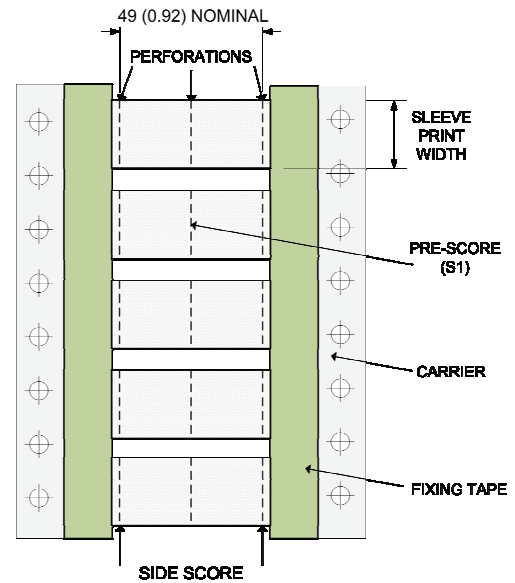 49 (0.92) NOMINAL
PERFORATIONS
SLEEVE
PRINT
WIDTH
PRE-SCORE
(S1)
CARRIER
FIXING TAPE
SIDE SCORE